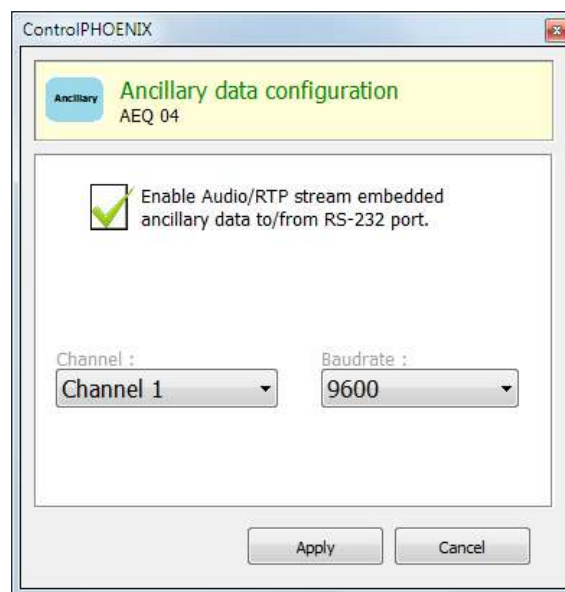 ControlPHOENIX
Ancillary
Ancillary data configuration
AEQ 04
Enable Audio/RTP stream embedded
ancillary data to/from RS-232 port.
Channel :
Baudrate :
Channel 1
9600
Apply
Cancel